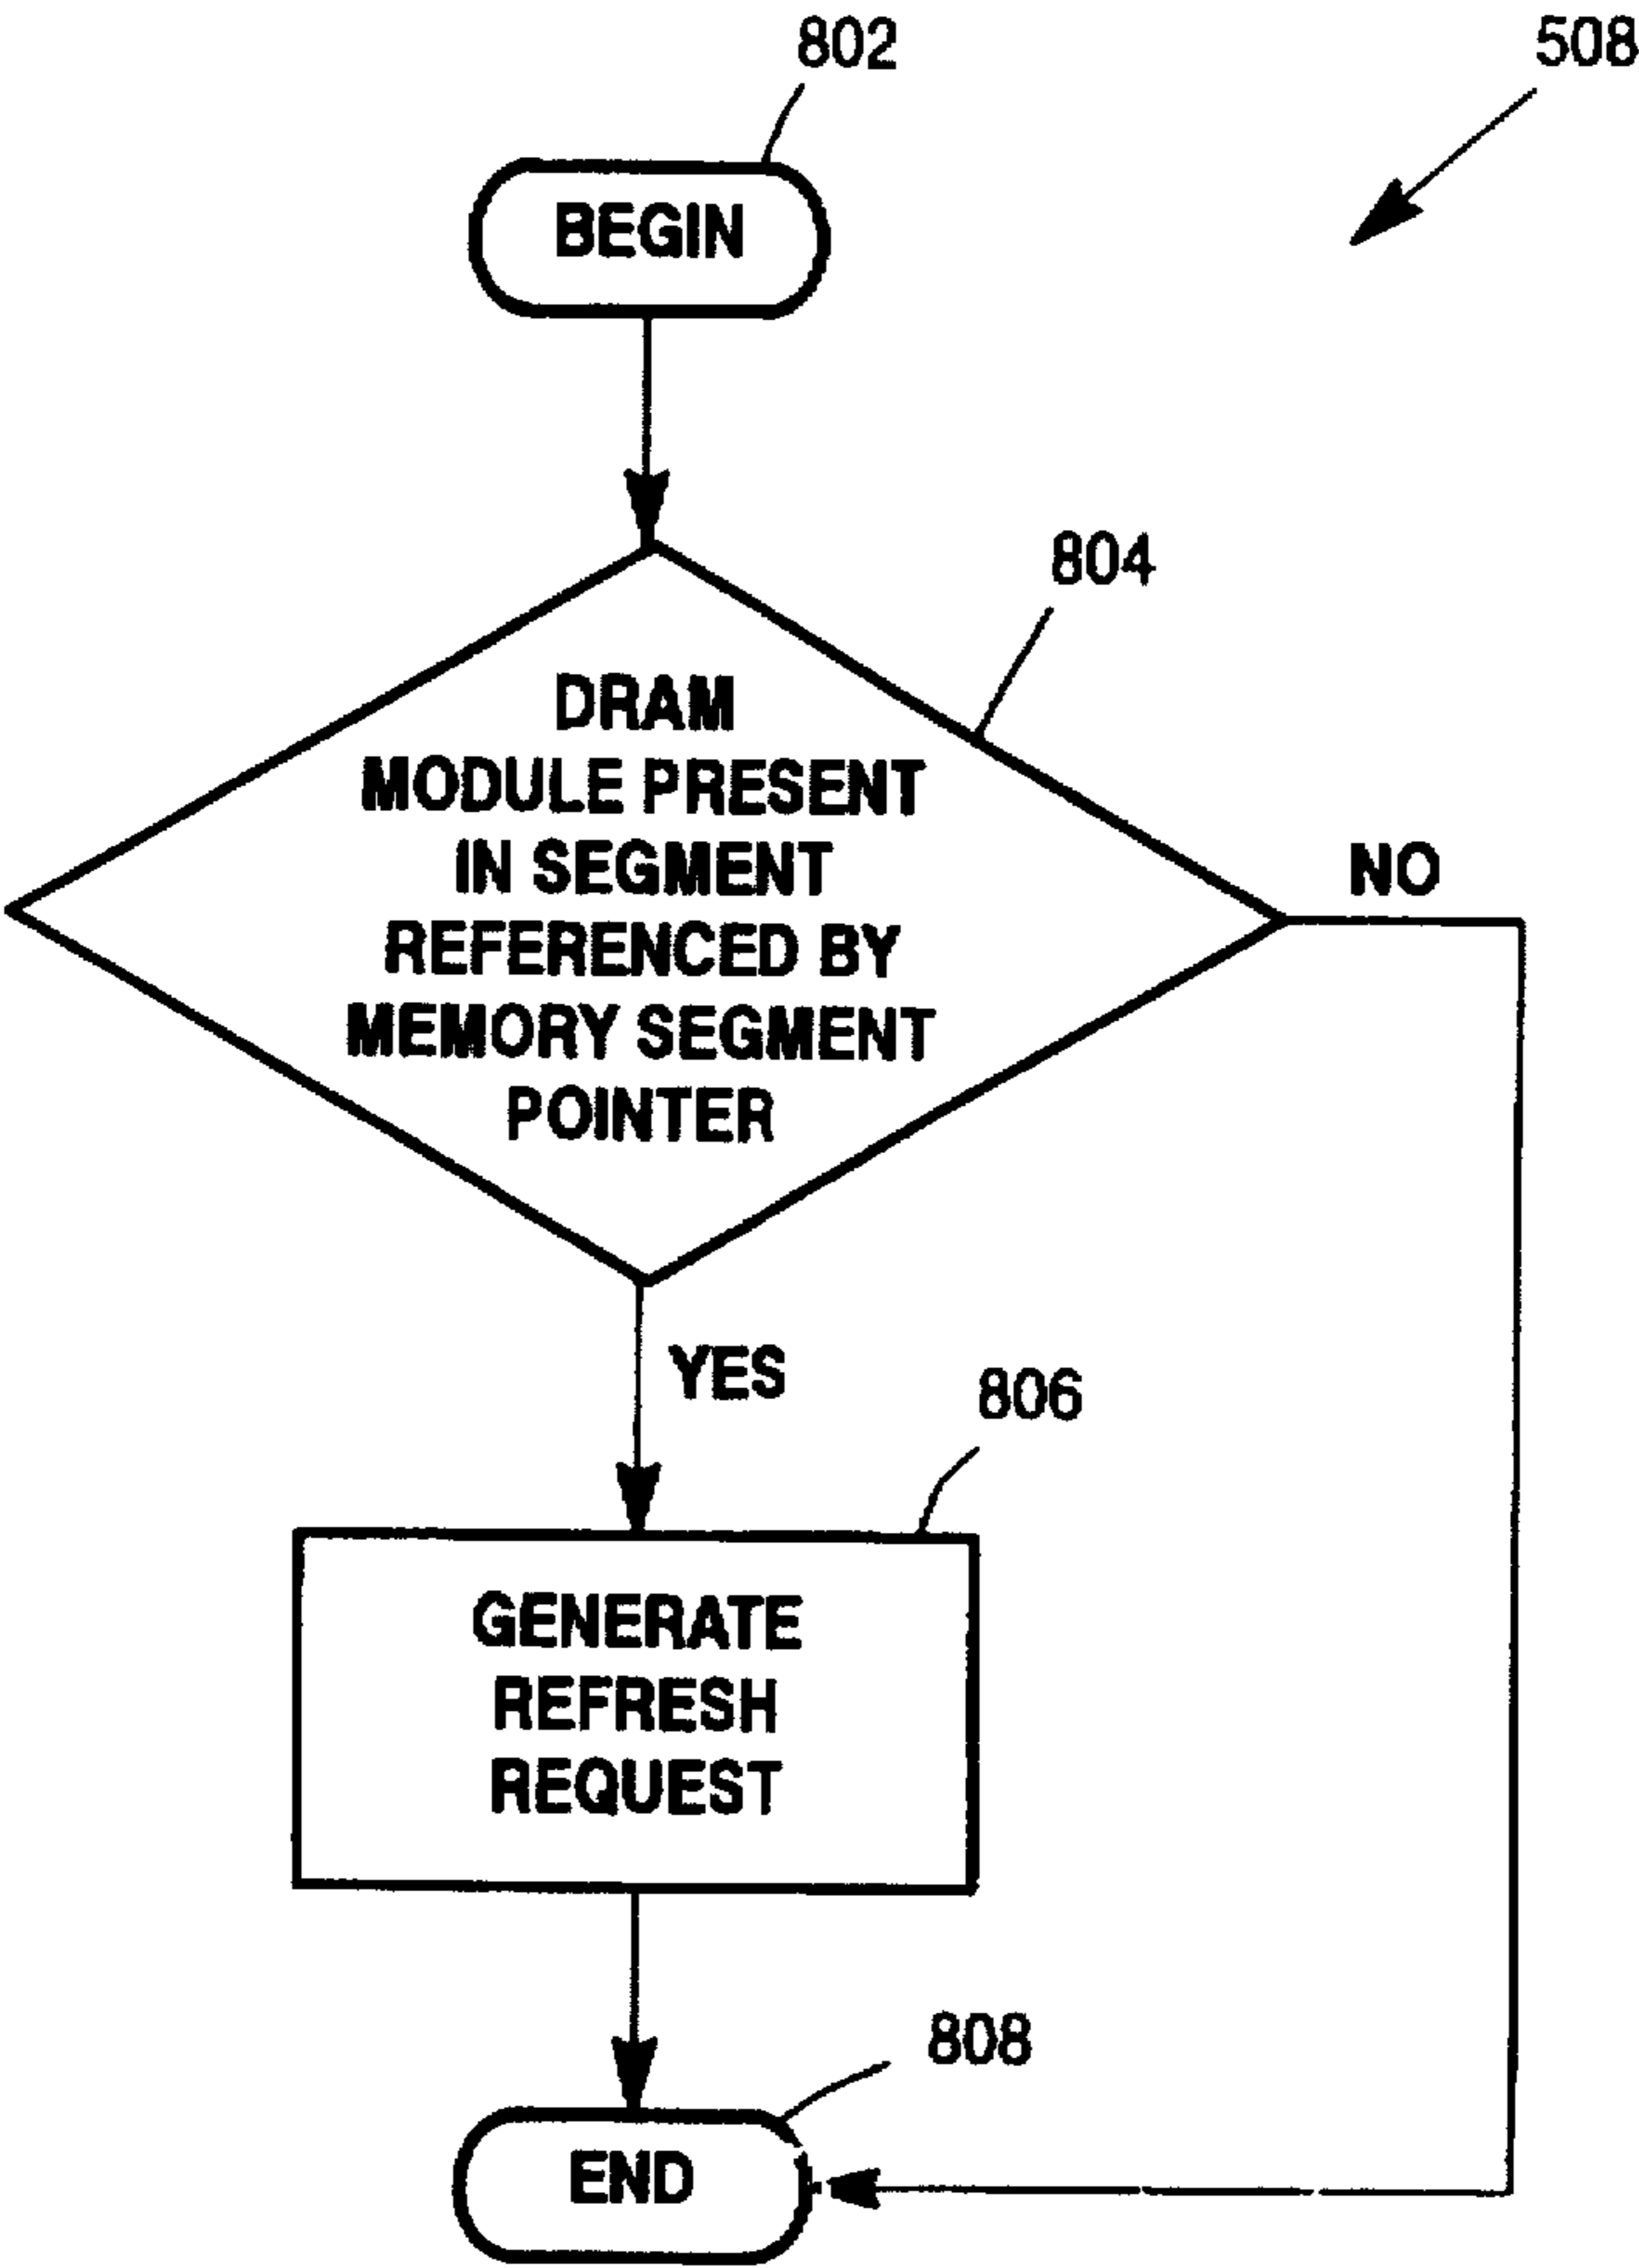 802
508
BEGIN
804
DRAM
MODULE PRESENT
IN SEGMENT
REFERENCED BY
MEMORY SEGMENT
POINTER
NO
YES
806
GENERATE
REFRESH
REQUEST
808
END